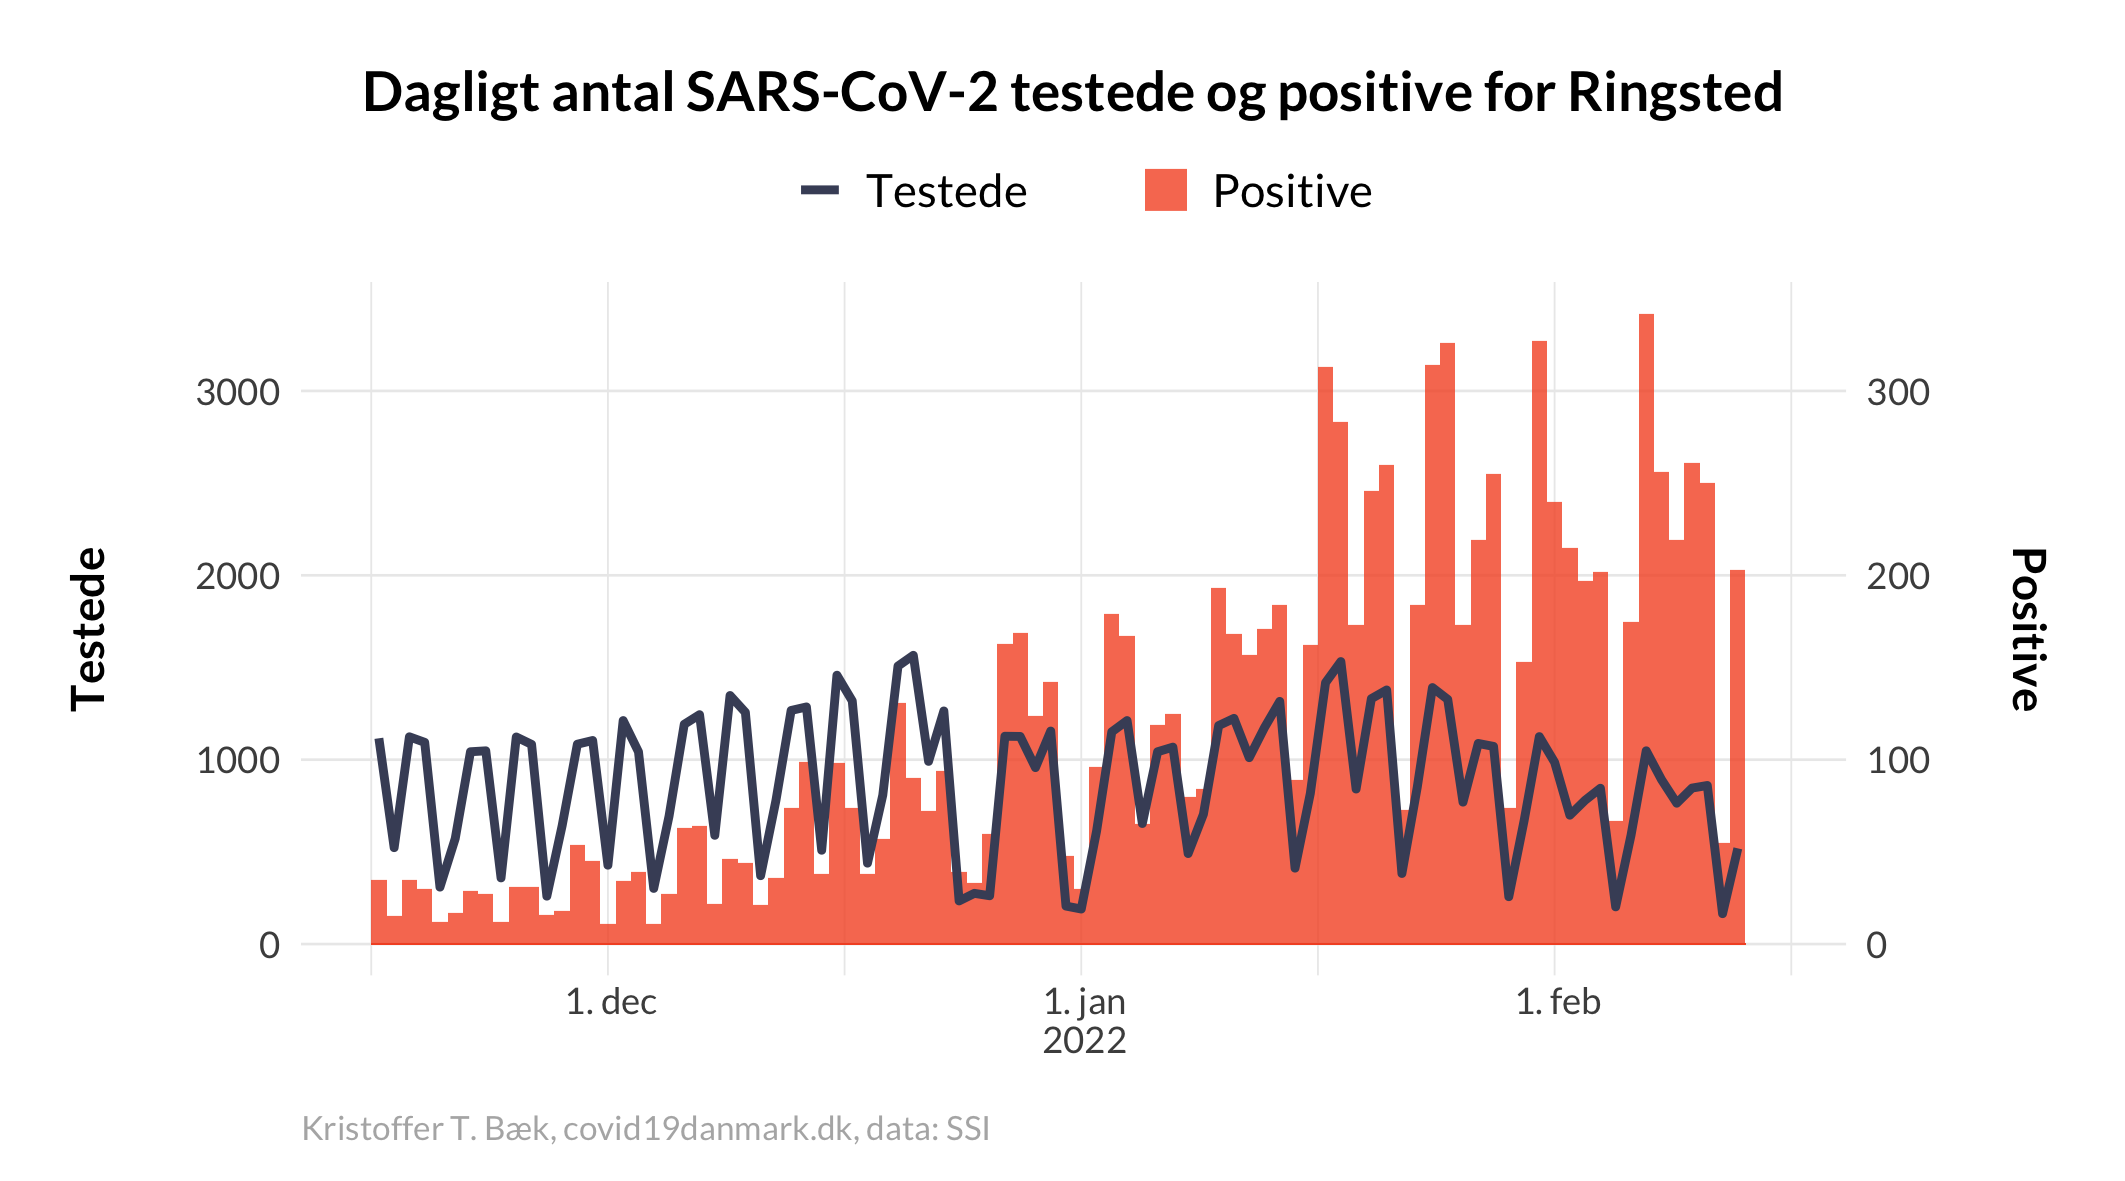 Dagligt antal SARS-CoV-2 testede og positive for Ringsted
Testede
Positive
3000
2000
1000
0
300
200
100
0
Testede
Positive
1. dec
1. jan
2022
1. feb
Kristoffer T. Bæk, covid19danmark.dk, data: SSI